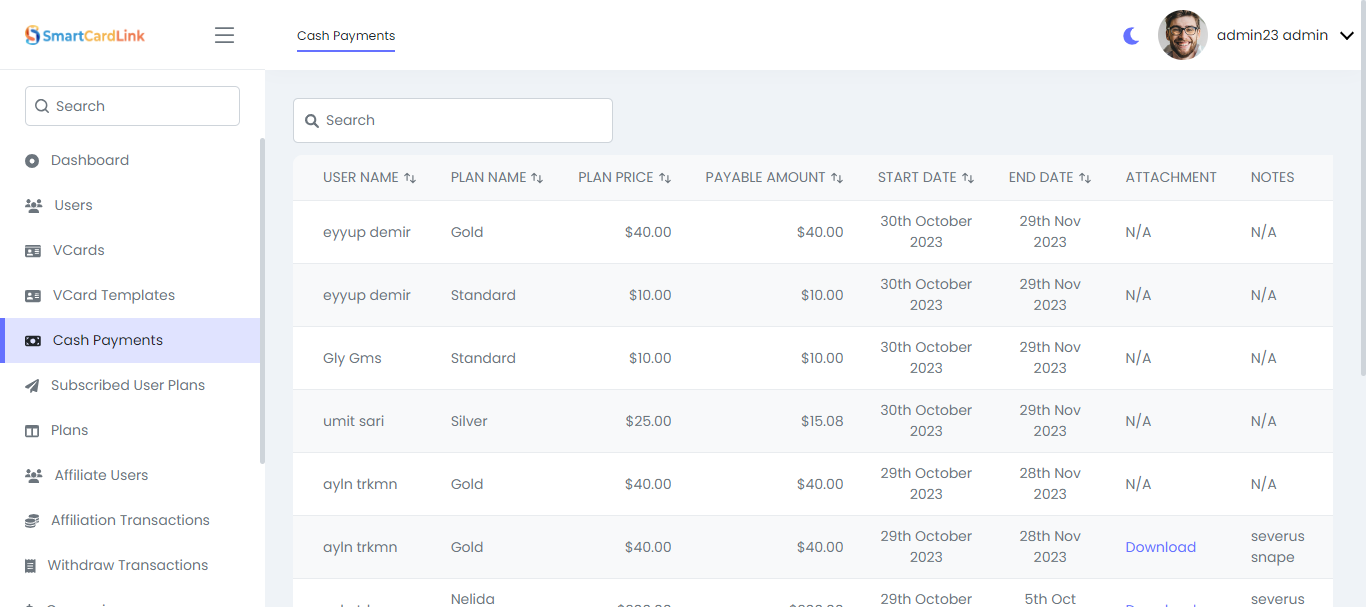 SmartCardLink
Cash Payments
admin23 admin
Search
Dashboard
Users
VCards
VCard Templates
Cash Payments
Subscribed User Plans
Plans
Affiliate Users
Affiliation Transactions
Withdraw Transactions
Search
USER NAME PLAN NAME PLAN PRICE PAYABLE AMOUNT START DATE END DATE ATTACHMENT NOTES
eyyup demir Gold $40.00 $40.00 30th October 2023 29th Nov 2023 N/A N/A
eyyup demir Standard $10.00 $10.00 30th October 2023 29th Nov 2023 N/A N/A
Gly Gms Standard $10.00 $10.00 30th October 2023 29th Nov 2023 N/A N/A
umit sari Silver $25.00 $15.08 30th October 2023 29th Nov 2023 N/A N/A
ayln trkmn Gold $40.00 $40.00 29th October 2023 28th Nov 2023 N/A N/A
ayln trkmn Gold $40.00 $40.00 29th October 2023 28th Nov 2023 Download severus snape
Nelida 29th October 5th Oct severus